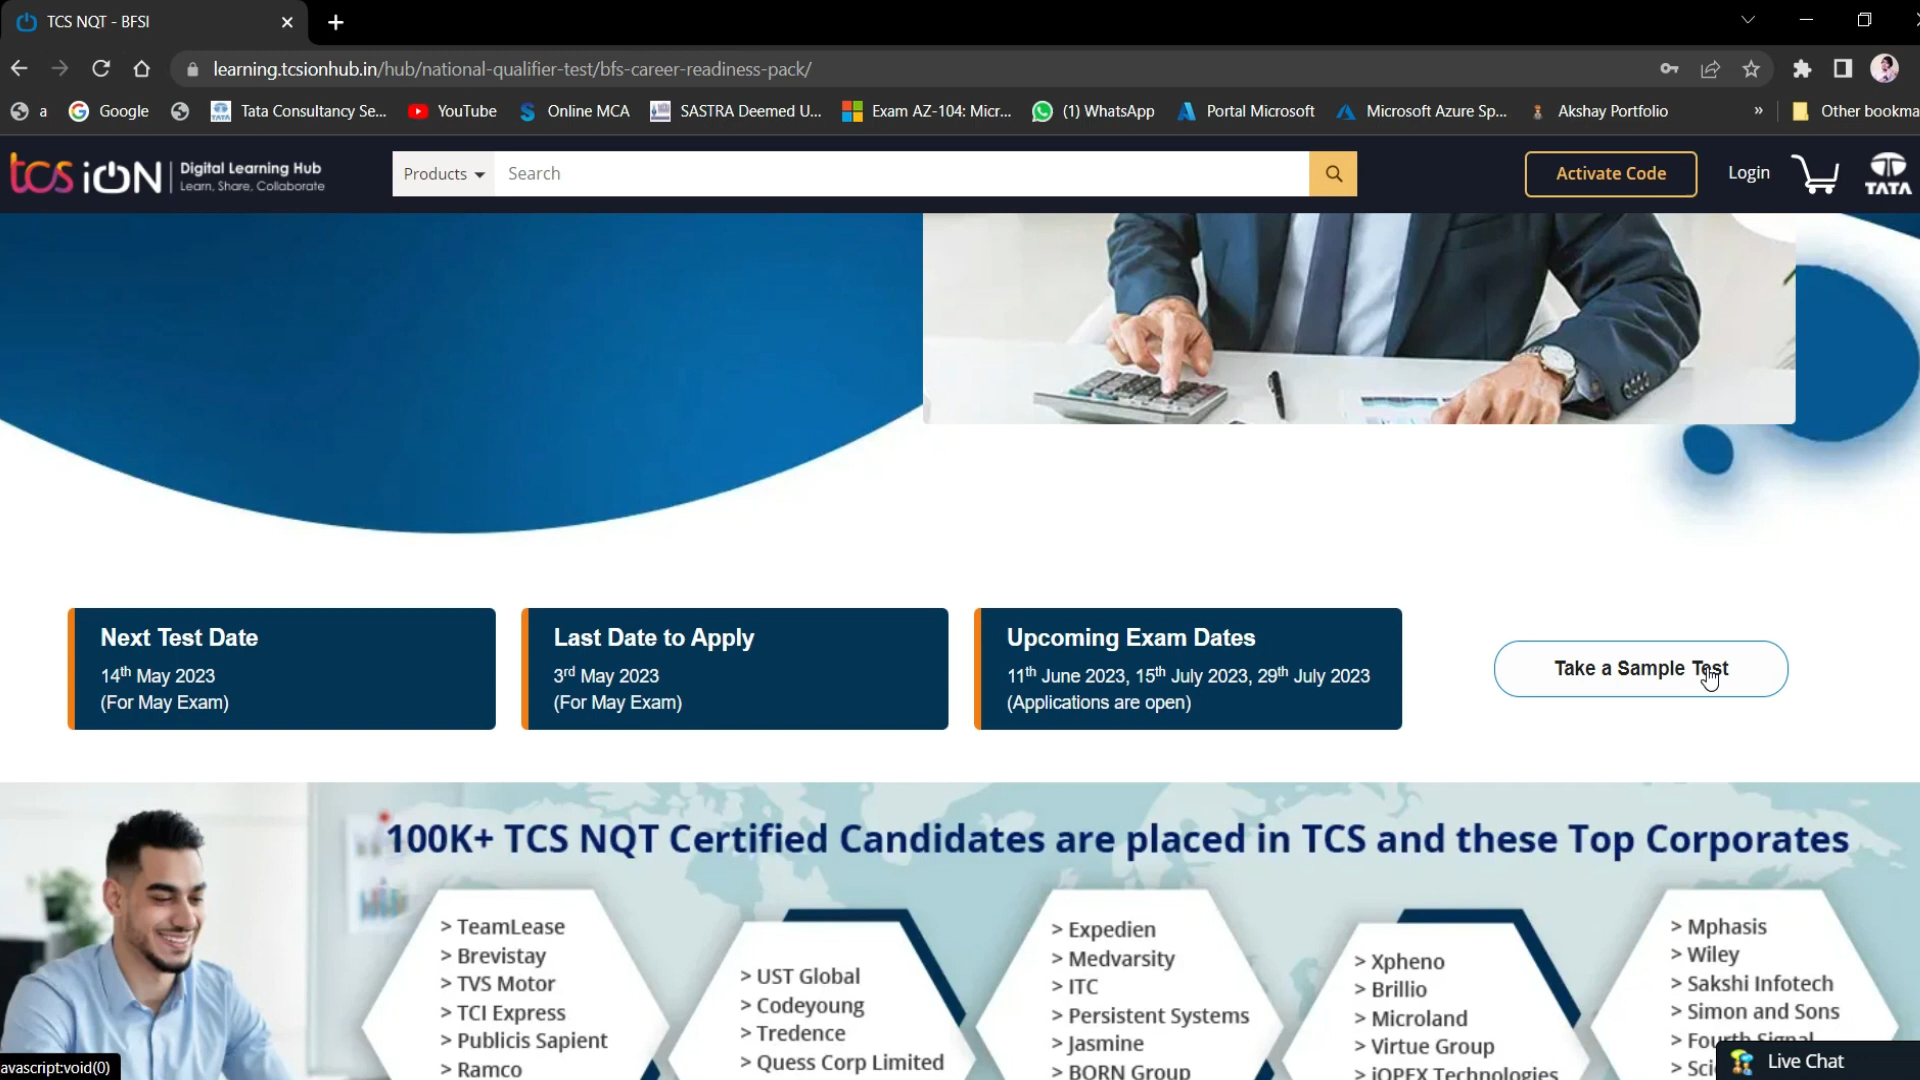 TCS NQT - BFSI
learning.tcsionhub.in/hub/national-qualifier-test/bfs-career-readiness-pack/
a Google Tata Consultancy Se... YouTube Online MCA SASTRA Deemed U... Exam AZ-104: Micr... (1) WhatsApp Portal Microsoft Microsoft Azure Sp... Akshay Portfolio » Other bookma
tcs iON Digital Learning Hub
Learn, Share, Collaborate
Products Search Activate Code Login TATA
Next Test Date
14th May 2023
(For May Exam)
Last Date to Apply
3rd May 2023
(For May Exam)
Upcoming Exam Dates
11th June 2023, 15th July 2023, 29th July 2023
(Applications are open)
Take a Sample Test
100K+ TCS NQT Certified Candidates are placed in TCS and these Top Corporates
> TeamLease
> Brevistay
> TVS Motor
> TCI Express
> Publicis Sapient
> Ramco
> UST Global
> Codeyoung
> Tredence
> Quess Corp Limited
> Expedien
> Medvarsity
> ITC
> Persistent Systems
> Jasmine
> BORN Group
> Xpheno
> Brillio
> Microland
> Virtue Group
> iOPEX Technologies
> Mphasis
> Wiley
> Sakshi Infotech
> Simon and Sons
> Fourth Signal
> Sci
Live Chat
avascript:void(0)